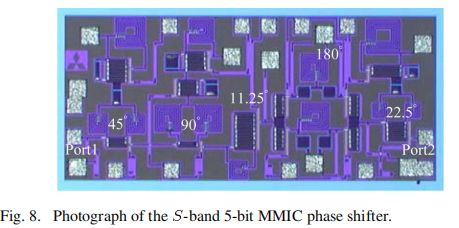 180°
11.25°
45°
90°
22.5°
Port1
Port2
Fig. 8. Photograph of the S-band 5-bit MMIC phase shifter.